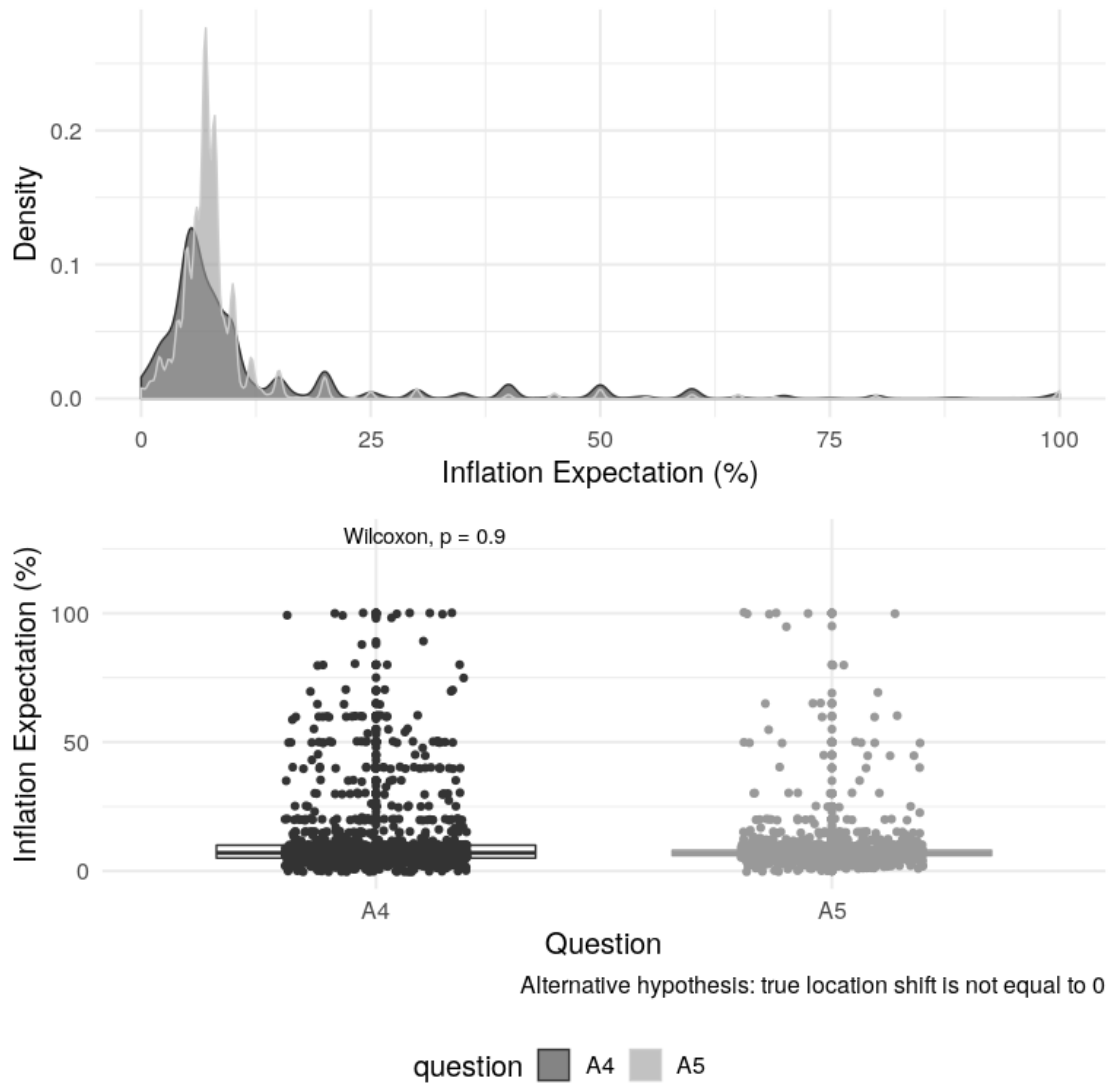 Density
0.2
0.1
0.0
0 25 50 75 100
Inflation Expectation (%)
Wilcoxon, p = 0.9
Inflation Expectation (%)
100
50
0
A4 A5
Question
Alternative hypothesis: true location shift is not equal to 0
question A4 A5